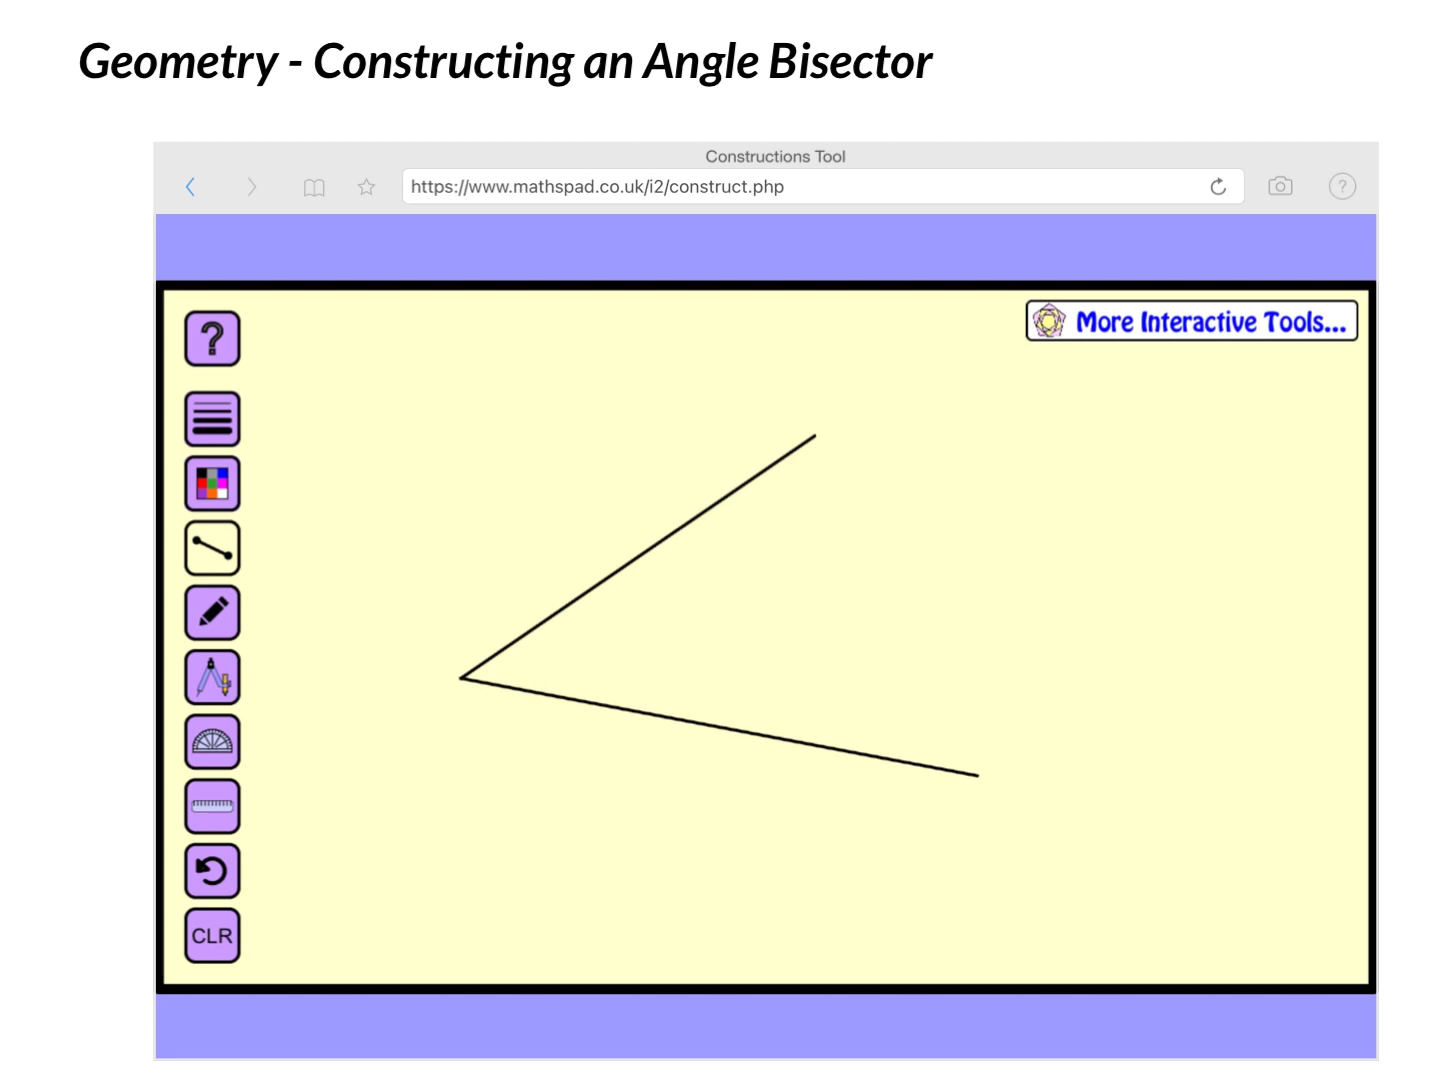 Geometry - Constructing an Angle Bisector
Constructions Tool
https://www.mathspad.co.uk/i2/construct.php
?
?
More Interactive Tools...
CLR